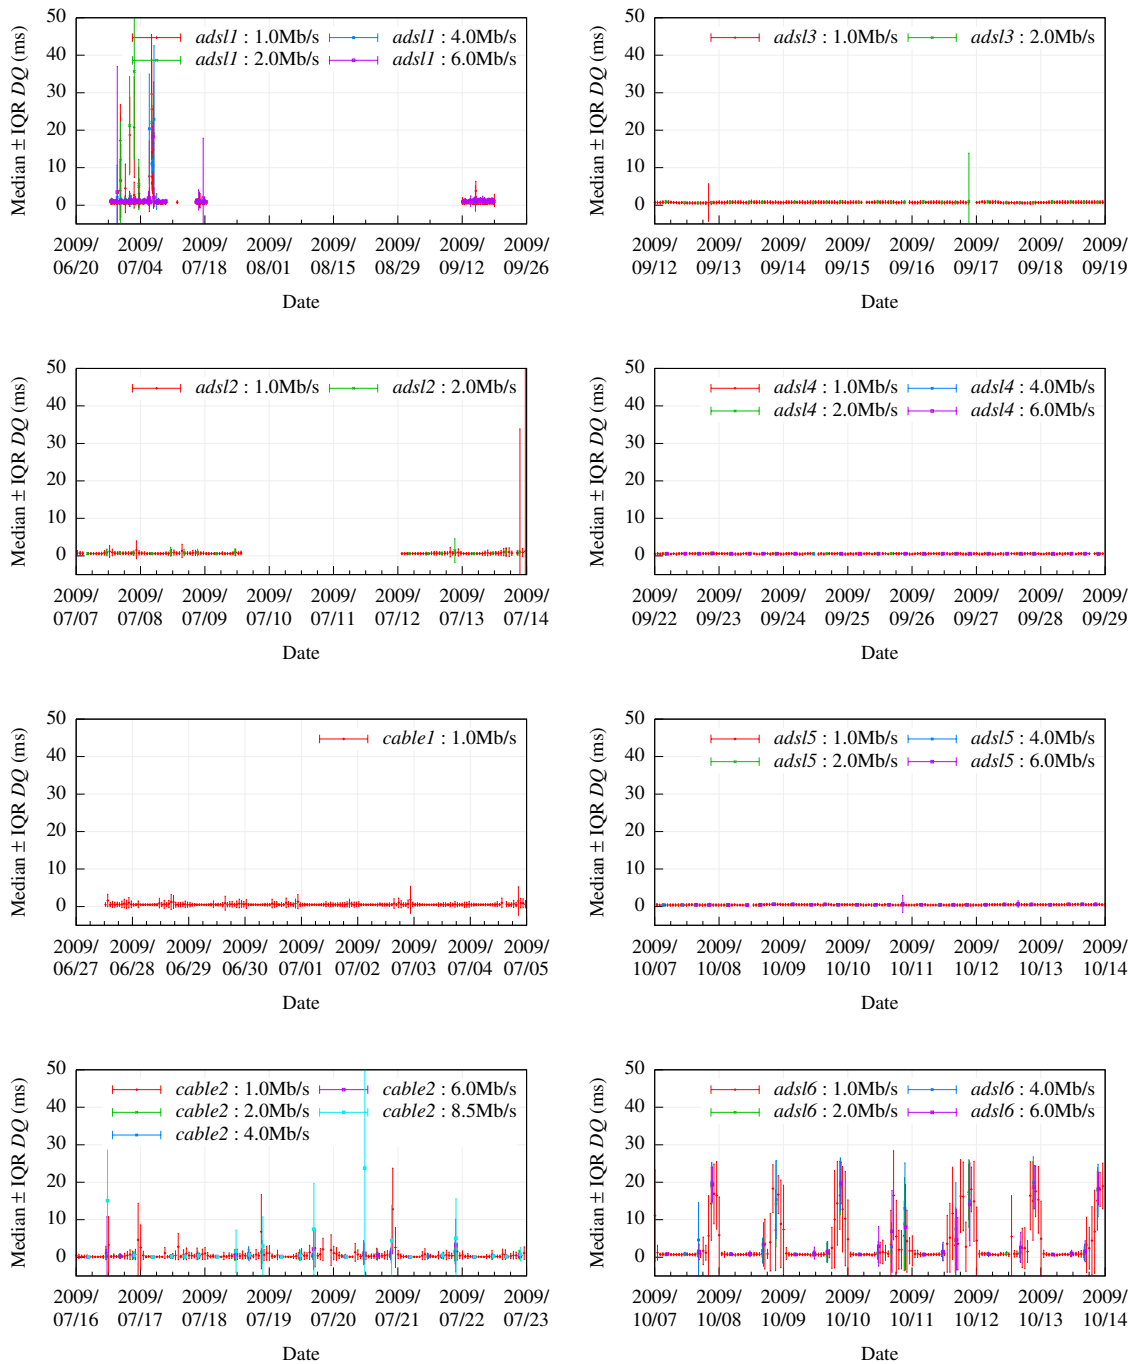 Median ± IQR DQ (ms)
50
40
30
20
10
0
adsl1 : 1.0Mb/s
adsl1 : 2.0Mb/s
adsl1 : 4.0Mb/s
adsl1 : 6.0Mb/s
2009/ 2009/ 2009/ 2009/ 2009/ 2009/ 2009/ 2009/
06/20 07/04 07/18 08/01 08/15 08/29 09/12 09/26
Date
Median ± IQR DQ (ms)
50
40
30
20
10
0
adsl3 : 1.0Mb/s
adsl3 : 2.0Mb/s
2009/ 2009/ 2009/ 2009/ 2009/ 2009/ 2009/ 2009/
09/12 09/13 09/14 09/15 09/16 09/17 09/18 09/19
Date
Median ± IQR DQ (ms)
50
40
30
20
10
0
adsl2 : 1.0Mb/s
adsl2 : 2.0Mb/s
2009/ 2009/ 2009/ 2009/ 2009/ 2009/ 2009/ 2009/
07/07 07/08 07/09 07/10 07/11 07/12 07/13 07/14
Date
Median ± IQR DQ (ms)
50
40
30
20
10
0
adsl4 : 1.0Mb/s
adsl4 : 2.0Mb/s
adsl4 : 4.0Mb/s
adsl4 : 6.0Mb/s
2009/ 2009/ 2009/ 2009/ 2009/ 2009/ 2009/ 2009/
09/22 09/23 09/24 09/25 09/26 09/27 09/28 09/29
Date
Median ± IQR DQ (ms)
50
40
30
20
10
0
cable1 : 1.0Mb/s
2009/ 2009/ 2009/ 2009/ 2009/ 2009/ 2009/ 2009/ 2009/
06/27 06/28 06/29 06/30 07/01 07/02 07/03 07/04 07/05
Date
Median ± IQR DQ (ms)
50
40
30
20
10
0
adsl5 : 1.0Mb/s
adsl5 : 2.0Mb/s
adsl5 : 4.0Mb/s
adsl5 : 6.0Mb/s
2009/ 2009/ 2009/ 2009/ 2009/ 2009/ 2009/ 2009/
10/07 10/08 10/09 10/10 10/11 10/12 10/13 10/14
Date
Median ± IQR DQ (ms)
50
40
30
20
10
0
cable2 : 1.0Mb/s
cable2 : 2.0Mb/s
cable2 : 4.0Mb/s
cable2 : 6.0Mb/s
cable2 : 8.5Mb/s
2009/ 2009/ 2009/ 2009/ 2009/ 2009/ 2009/ 2009/
07/16 07/17 07/18 07/19 07/20 07/21 07/22 07/23
Date
Median ± IQR DQ (ms)
50
40
30
20
10
0
adsl6 : 1.0Mb/s
adsl6 : 2.0Mb/s
adsl6 : 4.0Mb/s
adsl6 : 6.0Mb/s
2009/ 2009/ 2009/ 2009/ 2009/ 2009/ 2009/ 2009/
10/07 10/08 10/09 10/10 10/11 10/12 10/13 10/14
Date